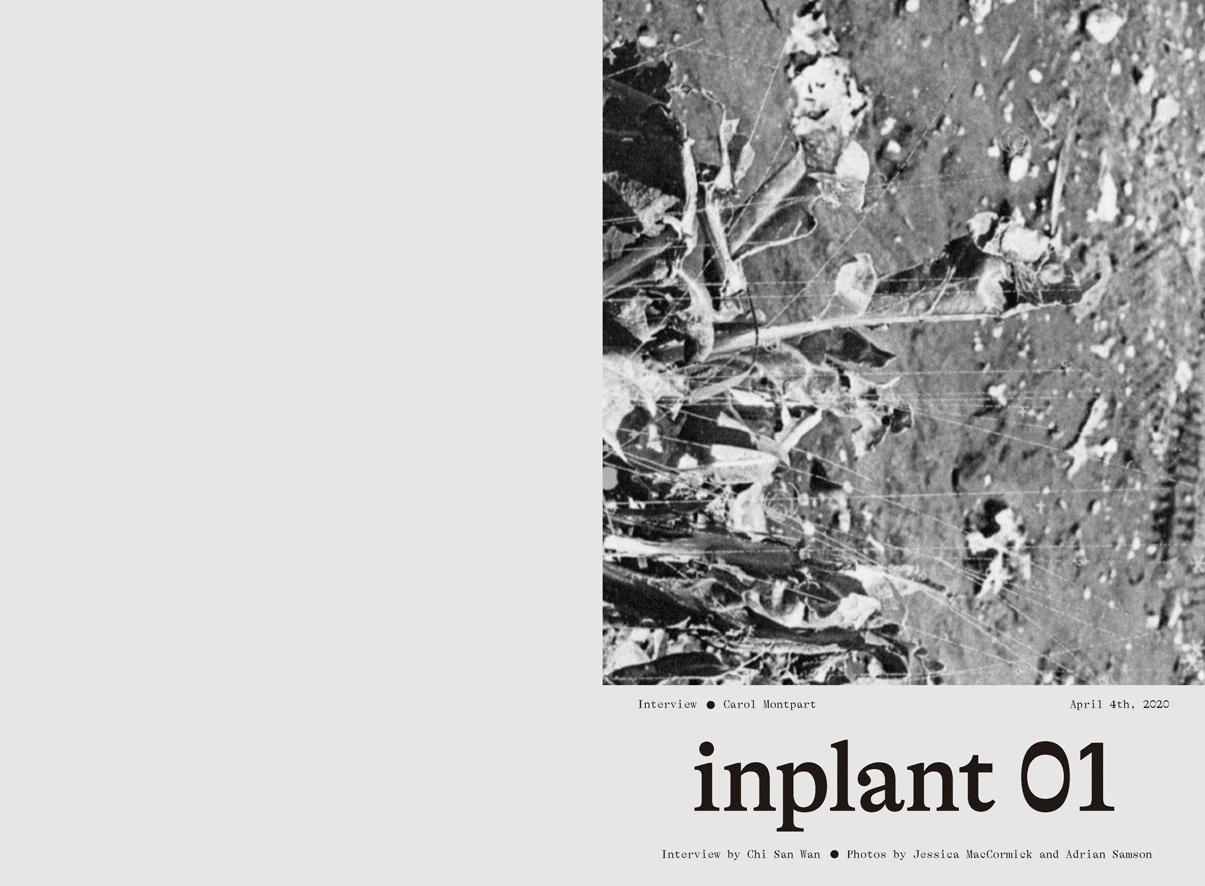 Interview ● Carol Montpart
April 4th, 2020
inplant 01
Interview by Chi San Wan ● Photos by Jessica MacCormick and Adrian Samson